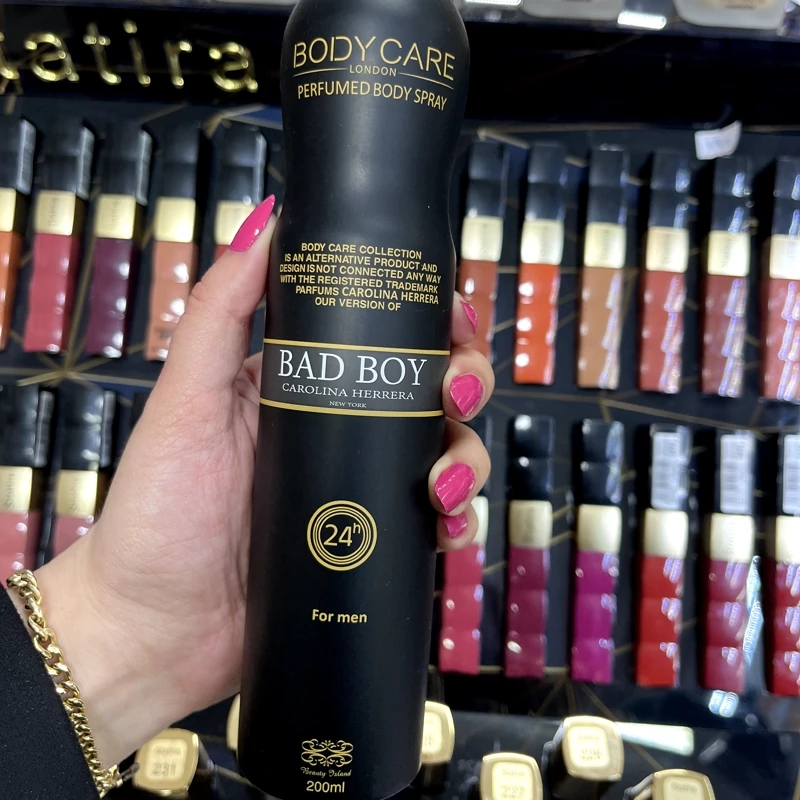 BODY CARE
LONDON
PERFUMED BODY SPRAY
BODY CARE COLLECTION
IS AN ALTERNATIVE PRODUCT AND
DESIGN IS NOT CONNECTED ANY WAY
WITH THE REGISTERED TRADEMARK
PARFUMS CAROLINA HERRERA
OUR VERSION OF
BAD BOY
CAROLINA HERRERA
NEW YORK
24h
For men
Beauty Island
200ml
231